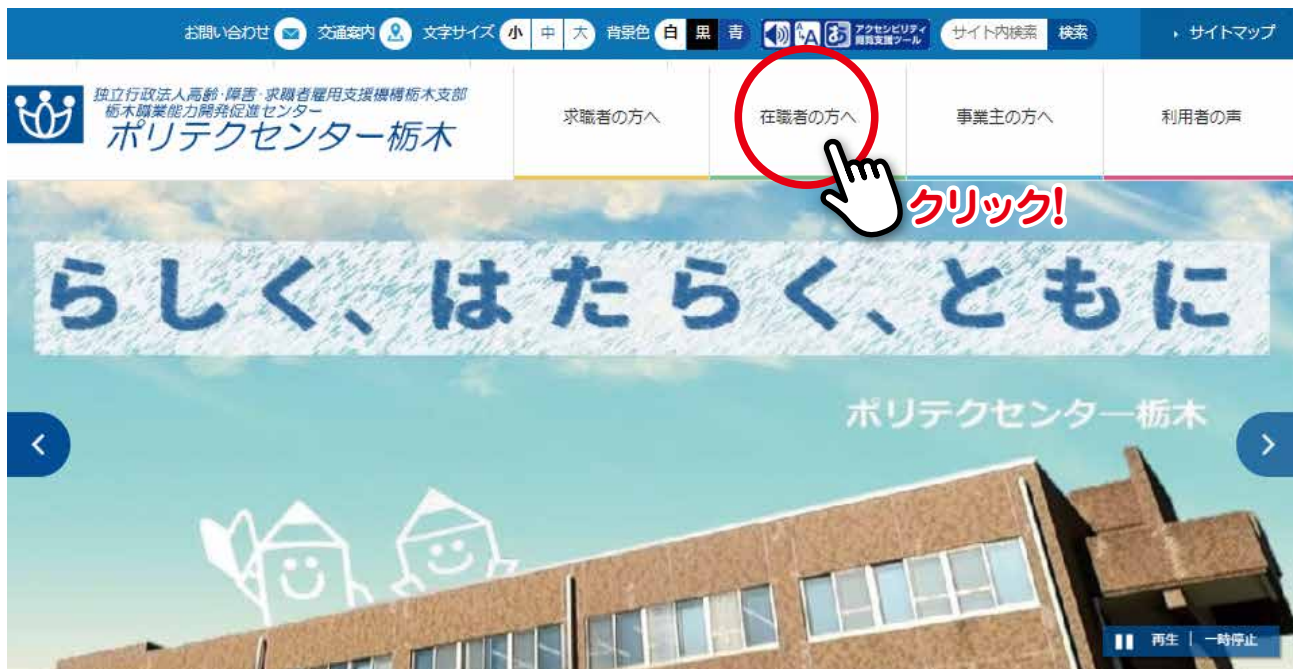 お問い合わせ 交通案内 文字サイズ 小 中 大 背景色 白 黒 青 アクセシビリティ 閲覧支援ツール サイト内検索 検索 サイトマップ
独立行政法人高齢・障害・求職者雇用支援機構栃木支部
栃木職業能力開発促進センター
ポリテクセンター栃木
求職者の方へ 在職者の方へ 事業主の方へ 利用者の声
クリック!
らしく、はたらく、ともに
ポリテクセンター栃木
再生 | 一時停止